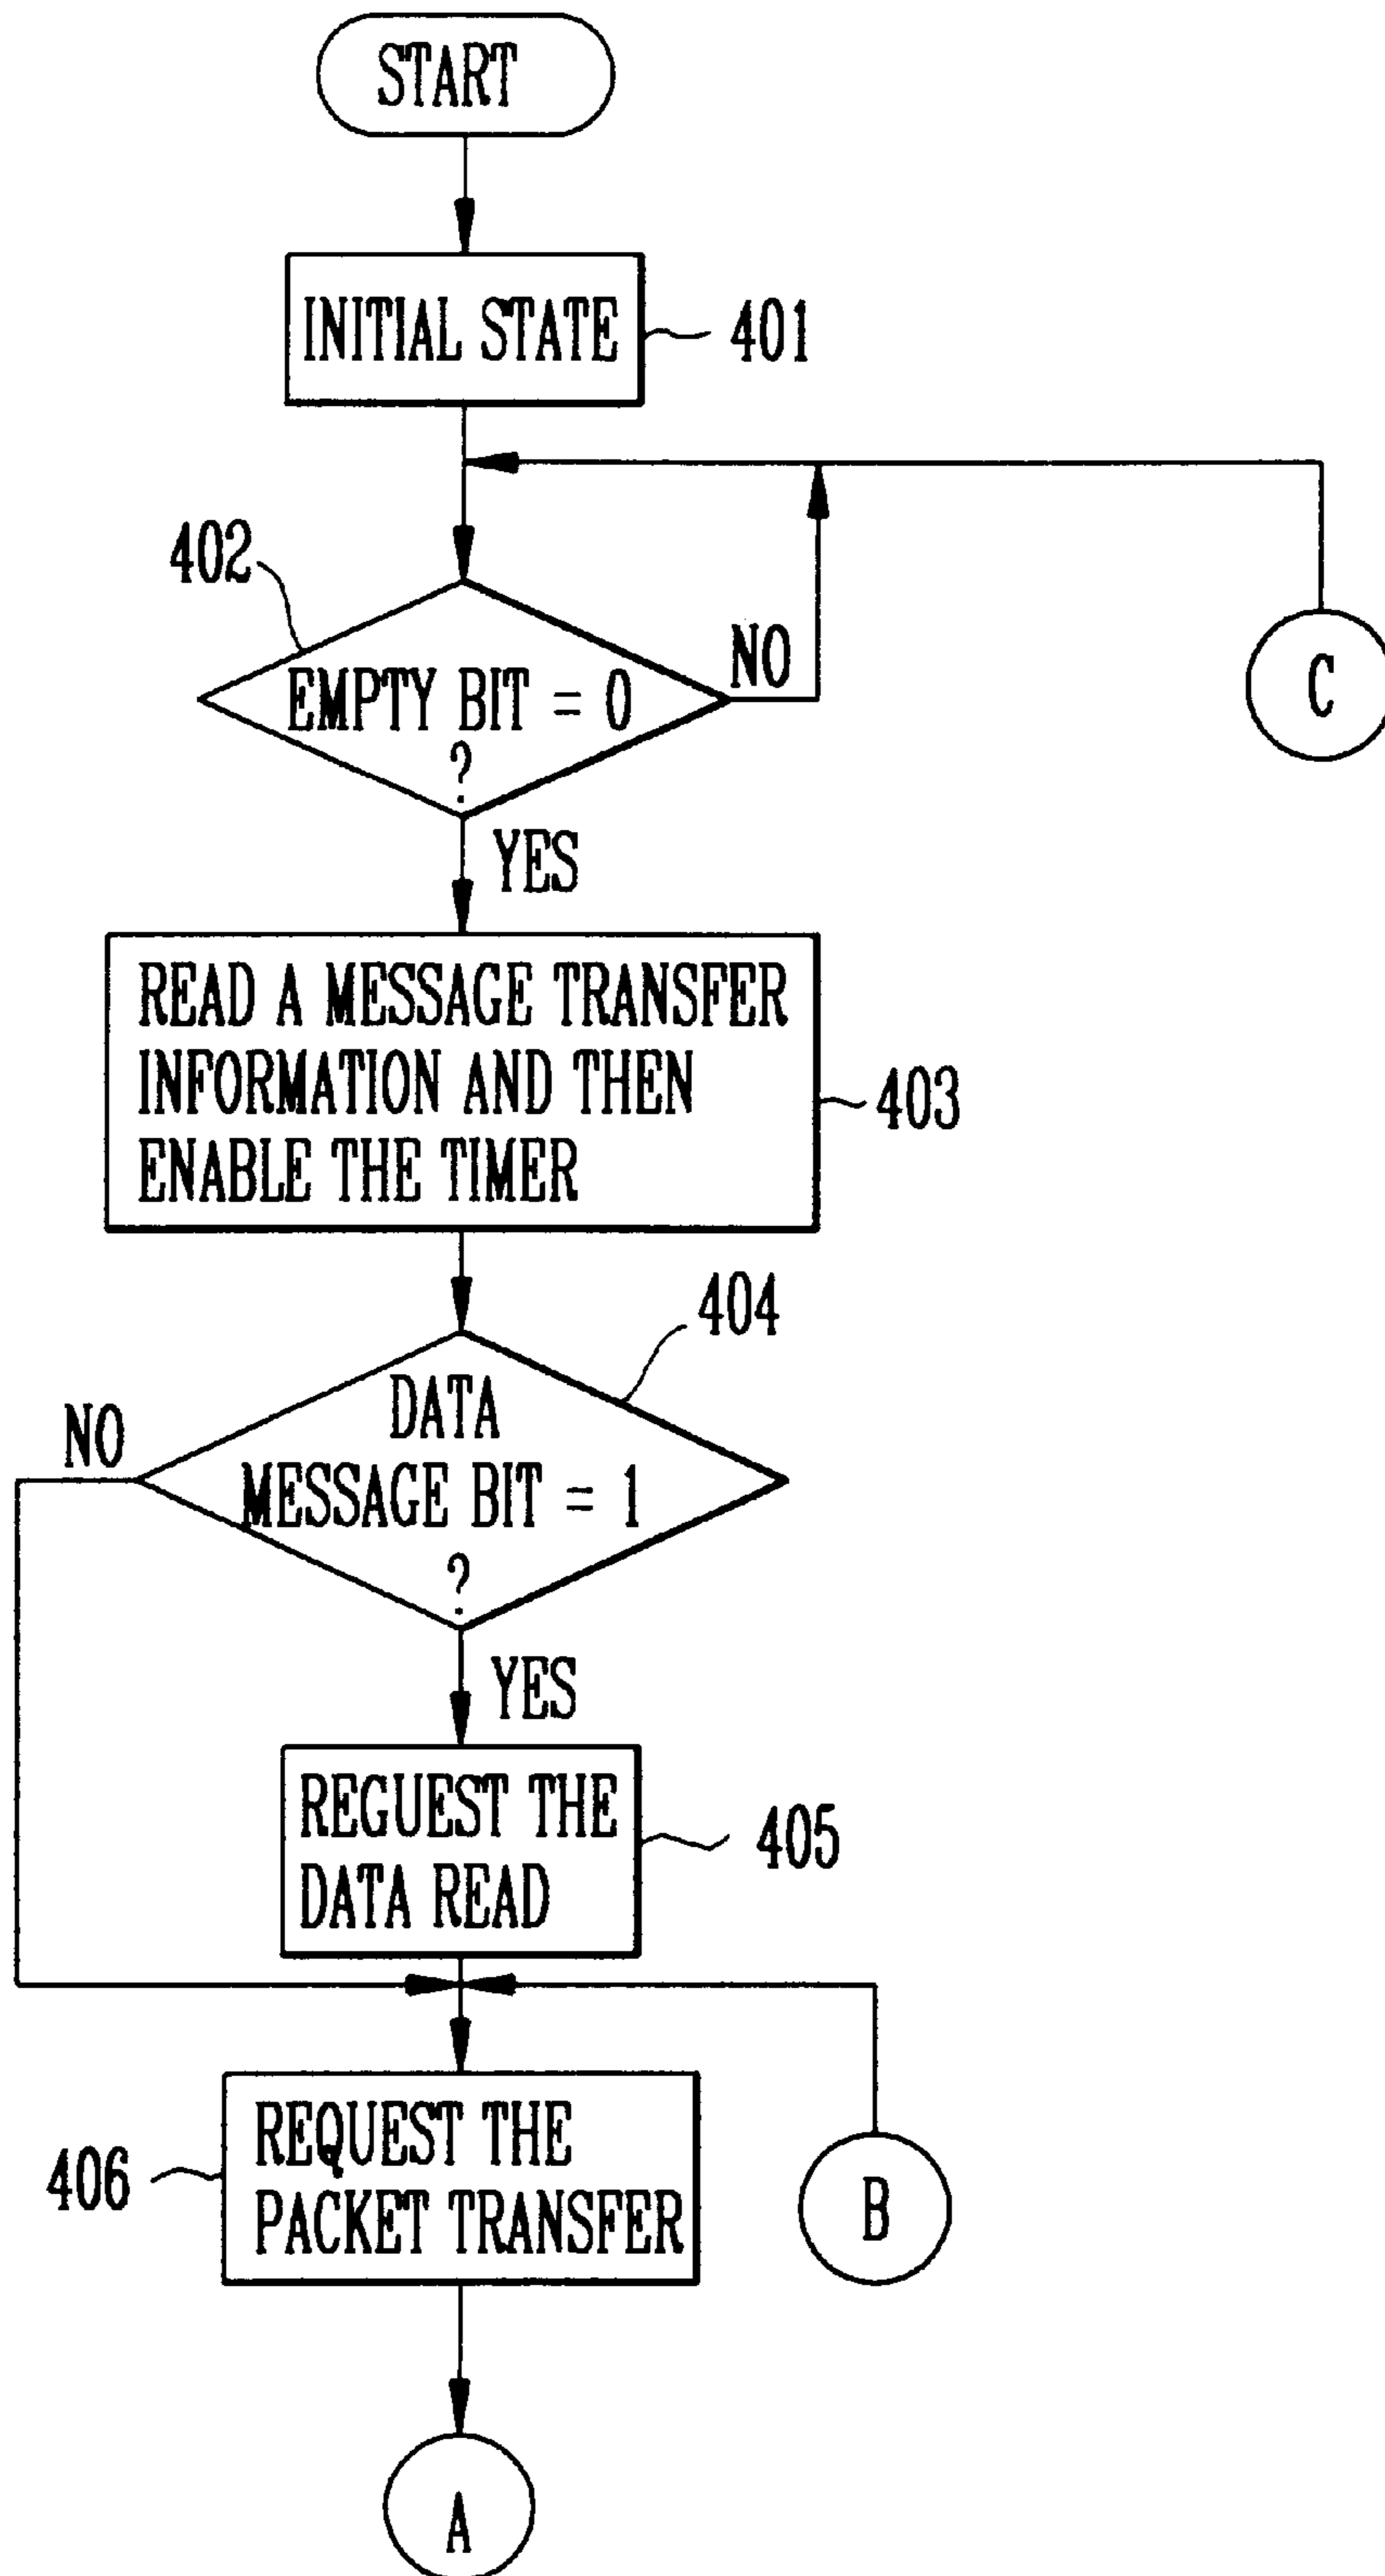 START
INITIAL STATE
401
402
EMPTY BIT = 0
?
NO
C
YES
READ A MESSAGE TRANSFER
INFORMATION AND THEN
ENABLE THE TIMER
403
404
DATA
MESSAGE BIT = 1
?
NO
YES
REGUEST THE
DATA READ
405
REQUEST THE
PACKET TRANSFER
406
B
A